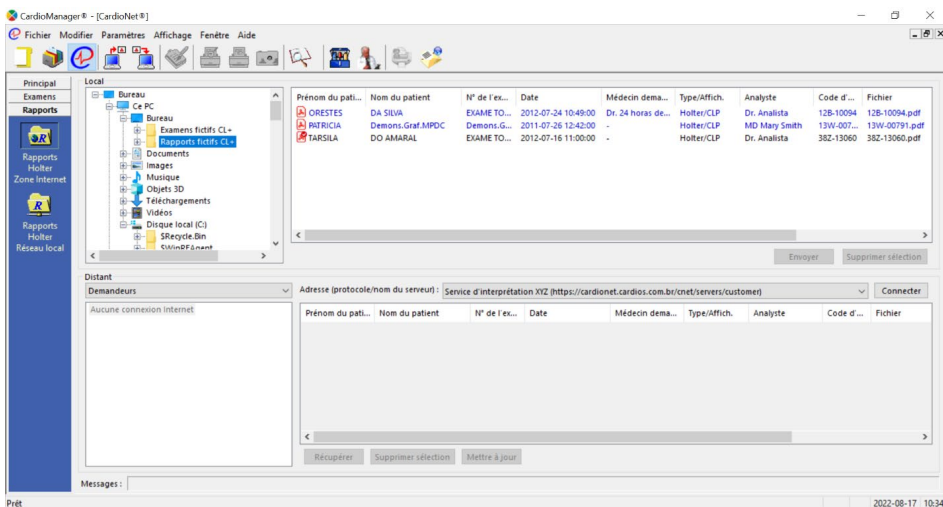 CardioManager® - [CardioNet®]
Fichier Modifier Paramètres Affichage Fenêtre Aide
Principal
Examens
Rapports
Rapports
Holter
Zone Internet
Rapports
Holter
Réseau local
Local
Bureau
Ce PC
Bureau
Examens fictifs CL+
Rapports fictifs CL+
Documents
Images
Musique
Objets 3D
Téléchargements
Vidéos
Disque local (C:)
$Recycle.Bin
$WinREAgent
Prénom du pati... Nom du patient N° de l'ex... Date Médecin dema... Type/Affich. Analyste Code d'... Fichier
ORESTES DA SILVA EXAME TO... 2012-07-24 10:49:00 Dr. 24 horas de... Holter/CLP Dr. Analista 12B-10094 12B-10094.pdf
PATRICIA Demons.Graf.MPDC Demons.G... 2011-07-26 12:42:00 - Holter/CLP MD Mary Smith 13W-007... 13W-00791.pdf
TARSILA DO AMARAL EXAME TO... 2012-07-16 11:00:00 - Holter/CLP Dr. Analista 38Z-13060 38Z-13060.pdf
Envoyer Supprimer sélection
Distant
Demandeurs
Adresse (protocole/nom du serveur) : Service d'interprétation XYZ (https://cardionet.cardios.com.br/cnet/servers/customer) Connecter
Aucune connexion Internet
Prénom du pati... Nom du patient N° de l'ex... Date Médecin dema... Type/Affich. Analyste Code d'... Fichier
Récupérer Supprimer sélection Mettre à jour
Messages :
Prêt 2022-08-17 10:34